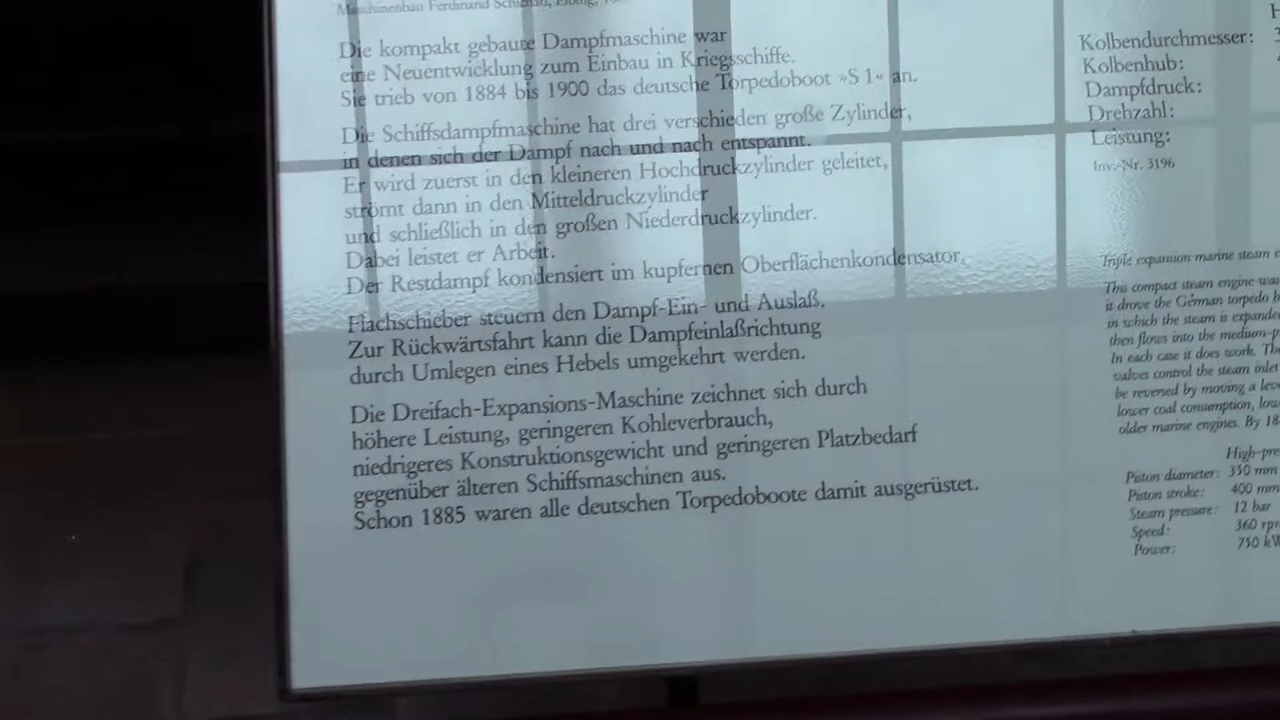 Maschinenbau Ferdinand Schichau, Elbing,
Die kompakt gebaute Dampfmaschine war
eine Neuentwicklung zum Einbau in Kriegsschiffe.
Sie trieb von 1884 bis 1900 das deutsche Torpedoboot »S 1« an.
Die Schiffsdampfmaschine hat drei verschieden große Zylinder,
in denen sich der Dampf nach und nach entspannt.
Er wird zuerst in den kleineren Hochdruckzylinder geleitet,
strömt dann in den Mitteldruckzylinder
und schließlich in den großen Niederdruckzylinder.
Dabei leistet er Arbeit.
Der Restdampf kondensiert im kupfernen Oberflächenkondensator.
Flachschieber steuern den Dampf-Ein- und Auslaß.
Zur Rückwärtsfahrt kann die Dampfeinlaßrichtung
durch Umlegen eines Hebels umgekehrt werden.
Die Dreifach-Expansions-Maschine zeichnet sich durch
höhere Leistung, geringeren Kohleverbrauch,
niedrigeres Konstruktionsgewicht und geringeren Platzbedarf
gegenüber älteren Schiffsmaschinen aus.
Schon 1885 waren alle deutschen Torpedoboote damit ausgerüstet.
Kolbendurchmesser:
Kolbenhub:
Dampfdruck:
Drehzahl:
Leistung:
Inv.-Nr. 3196
Triple expansion marine steam
This compact steam engine was
it drove the German torpedo
in which the steam is expanded
then flows into the medium-p
In each case it does work. The
valves control the steam inlet
be reversed by moving a leve
lower coal consumption, low
older marine engines. By 18
High-pre
Piston diameter: 350 mm
Piston stroke: 400 mm
Steam pressure: 12 bar
Speed: 360 rpm
Power: 750 kW